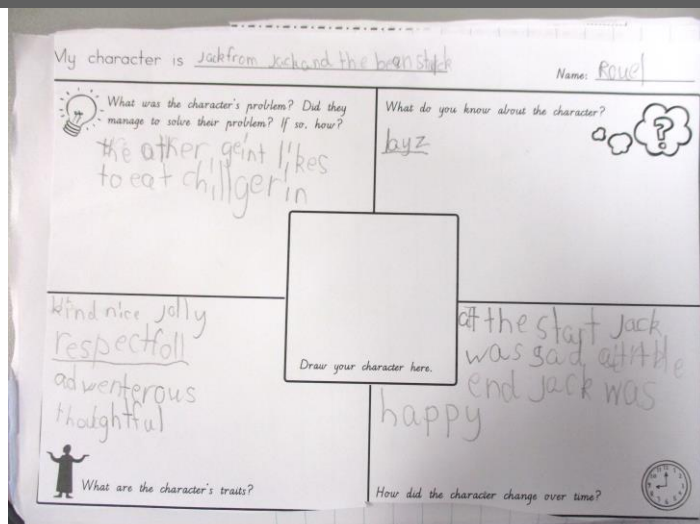 My character is Jack from Jack and the bean stalck
Name: Rouel
What was the character's problem? Did they
manage to solve their problem? If so, how?
the other geint likes
to eat chillgerin
What do you know about the character?
layz
kind nice jolly
respectfoll
adwenterous
thoughtful
What are the character's traits?
Draw your character here.
at the start Jack
was sad at the
end Jack was
happy
How did the character change over time?